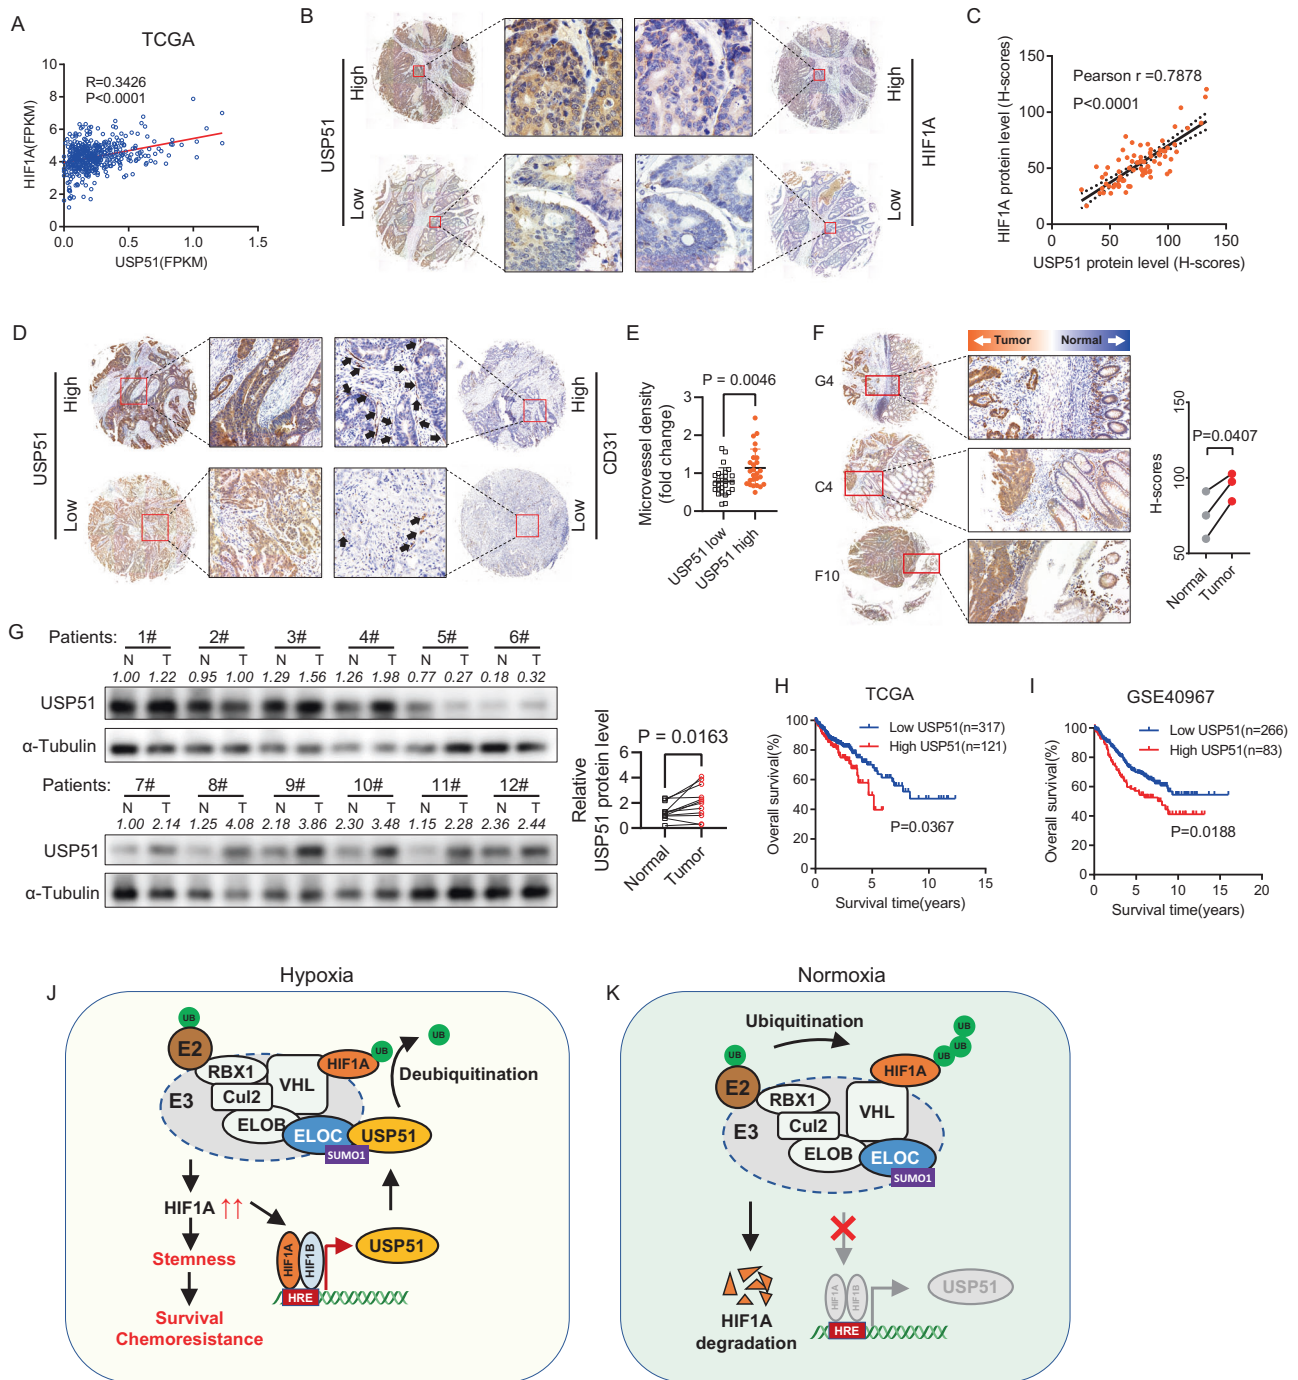 A
TCGA
R=0.3426
P<0.0001
HIF1A(FPKM)
10
8
6
4
2
0
0.0
0.5
1.0
1.5
USP51(FPKM)
B
USP51
High
Low
High
Low
HIF1A
C
Pearson r =0.7878
P<0.0001
HIF1A protein level (H-scores)
150
100
50
0
0
50
100
150
USP51 protein level (H-scores)
D
USP51
High
Low
High
Low
CD31
E
P = 0.0046
Microvessel density
(fold change)
3
2
1
0
USP51 low
USP51 high
F
Tumor
Normal
G4
C4
F10
H-scores
150
100
50
P=0.0407
Normal
Tumor
G
Patients:
1#
2#
3#
4#
5#
6#
N T N T N T N T N T N T
1.00 1.22 0.95 1.00 1.29 1.56 1.26 1.98 0.77 0.27 0.18 0.32
USP51
α-Tubulin
Patients:
7#
8#
9#
10#
11#
12#
N T N T N T N T N T N T
1.00 2.14 1.25 4.08 2.18 3.86 2.30 3.48 1.15 2.28 2.36 2.44
USP51
α-Tubulin
P = 0.0163
Relative
USP51 protein level
6
4
2
0
Normal
Tumor
H
TCGA
Low USP51(n=317)
High USP51(n=121)
Overall survival(%)
100
80
60
40
20
0
P=0.0367
0
5
10
15
Survival time(years)
I
GSE40967
Low USP51(n=266)
High USP51(n=83)
Overall survival(%)
100
80
60
40
20
0
P=0.0188
0
5
10
15
20
Survival time(years)
J
Hypoxia
UB
E2
RBX1
VHL
HIF1A
UB
UB
Deubiquitination
E3
Cul2
ELOB
ELOC
USP51
SUMO1
HIF1A ↑↑
Stemness
Survival
Chemoresistance
HIF1A
HIF1B
HRE
USP51
K
Normoxia
Ubiquitination
UB
UB
UB
UB
E2
HIF1A
RBX1
VHL
E3
Cul2
ELOB
ELOC
SUMO1
HIF1A
degradation
HIF1A
HIF1B
HRE
USP51